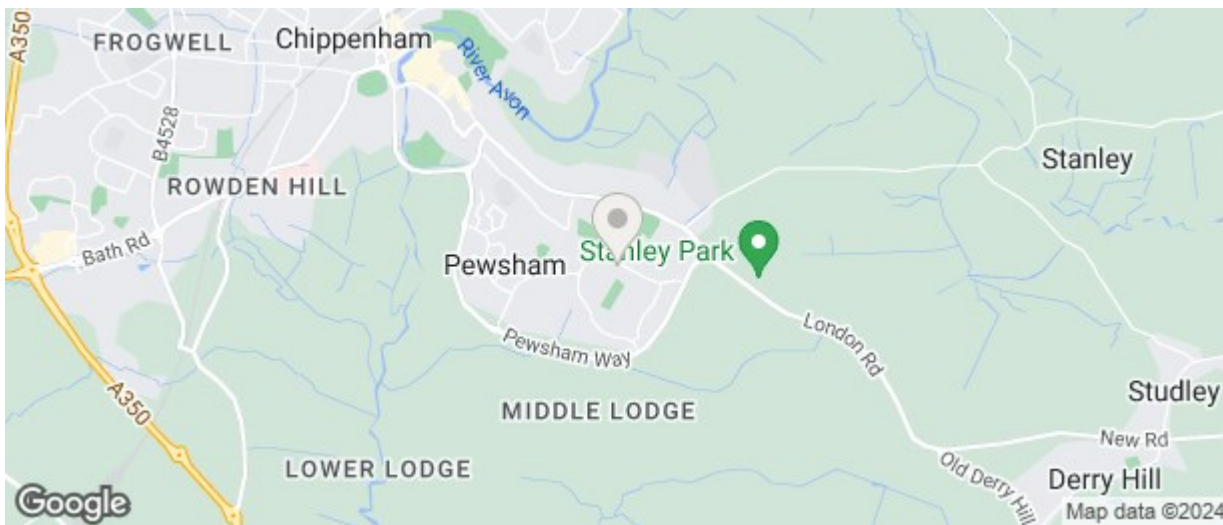 A350
FROGWELL
Chippenham
River Avon
B4528
Stanley
ROWDEN HILL
Bath Rd
Stanley Park
Pewsham
London Rd
Pewsham Way
A350
MIDDLE LODGE
Studley
New Rd
LOWER LODGE
Old Derry Hill
Derry Hill
Google
Map data ©2024